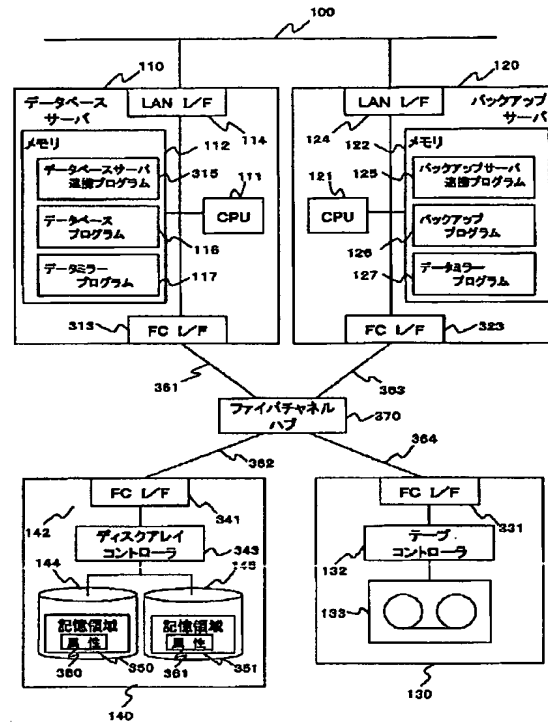 100
110
120
データベース
サーバ
LAN I/F
114
メモリ
112
データベースサーバ
連携プログラム
315
111
CPU
データベース
プログラム
116
データミラー
プログラム
117
313
FC I/F
LAN I/F
124
バックアップ
サーバ
122
メモリ
125
バックアップサーバ
連携プログラム
121
CPU
バックアップ
プログラム
126
127
データミラー
プログラム
FC I/F
323
361
363
ファイバチャネル
ハブ
370
362
364
FC I/F
341
142
ディスクアレイ
コントローラ
343
144
145
記憶領域
属性
記憶領域
属性
360
350
361
351
140
FC I/F
331
テープ
コントローラ
132
133
130